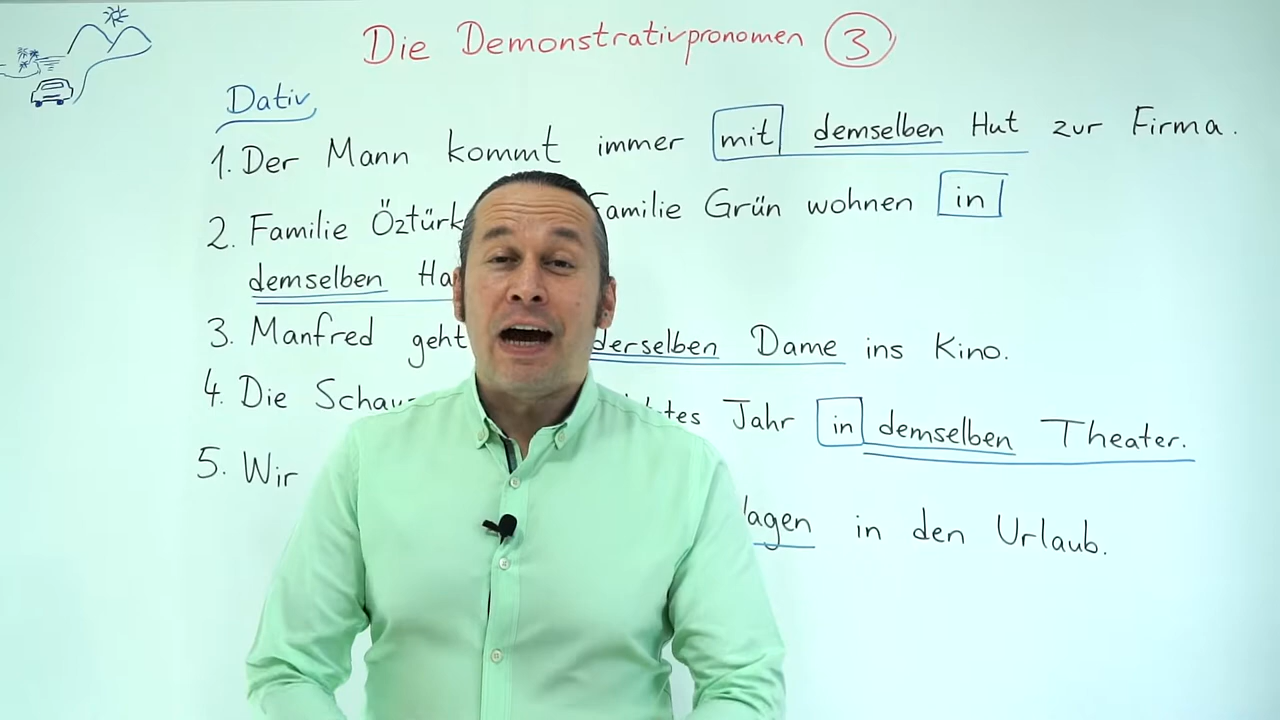 Die Demonstrativpronomen 3
Dativ
1. Der Mann kommt immer mit demselben Hut zur Firma.
2. Familie Öztürk Familie Grün wohnen in
demselben
3. Manfred geht derselben Dame ins Kino.
4. Die Jahr in demselben Theater.
5. Wir
in den Urlaub.